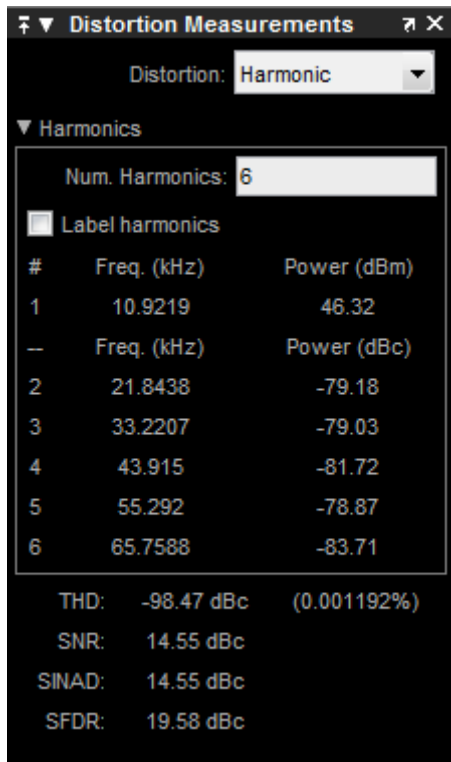 Distortion Measurements
Distortion: Harmonic
Harmonics
Num. Harmonics: 6
Label harmonics
# Freq. (kHz) Power (dBm)
1 10.9219 46.32
-- Freq. (kHz) Power (dBc)
2 21.8438 -79.18
3 33.2207 -79.03
4 43.915 -81.72
5 55.292 -78.87
6 65.7588 -83.71
THD: -98.47 dBc (0.001192%)
SNR: 14.55 dBc
SINAD: 14.55 dBc
SFDR: 19.58 dBc